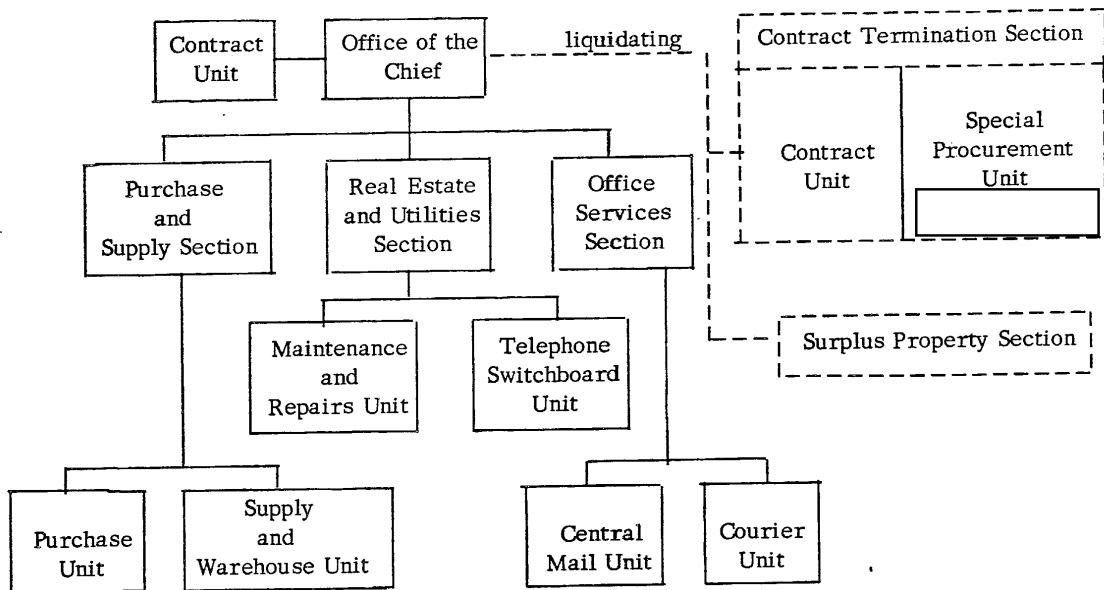 Contract
Unit
Office of the
Chief
liquidating
Contract Termination Section
Contract
Unit
Special
Procurement
Unit
Purchase
and
Supply Section
Real Estate
and Utilities
Section
Office
Services
Section
Surplus Property Section
Maintenance
and
Repairs Unit
Telephone
Switchboard
Unit
Purchase
Unit
Supply
and
Warehouse Unit
Central
Mail Unit
Courier
Unit